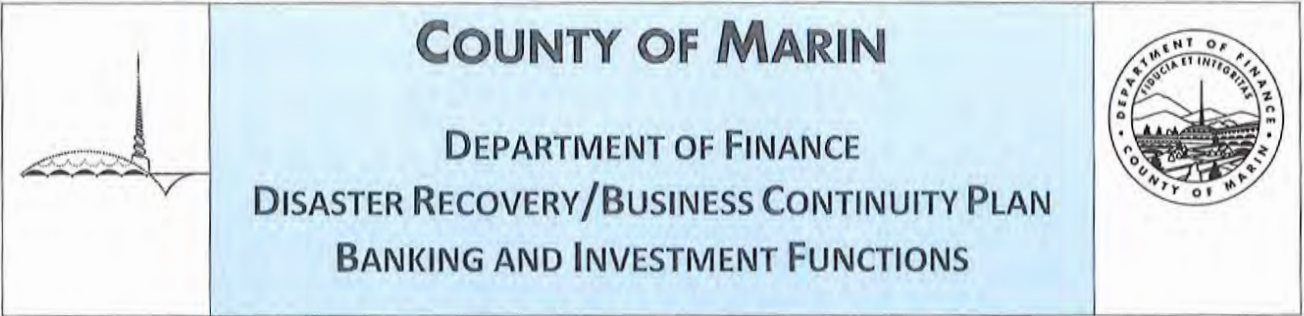 COUNTY OF MARIN
DEPARTMENT OF FINANCE
DISASTER RECOVERY/BUSINESS CONTINUITY PLAN
BANKING AND INVESTMENT FUNCTIONS
DEPARTMENT OF FINANCE
FIDUCIA ET INTEGRITAS
COUNTY OF MARIN